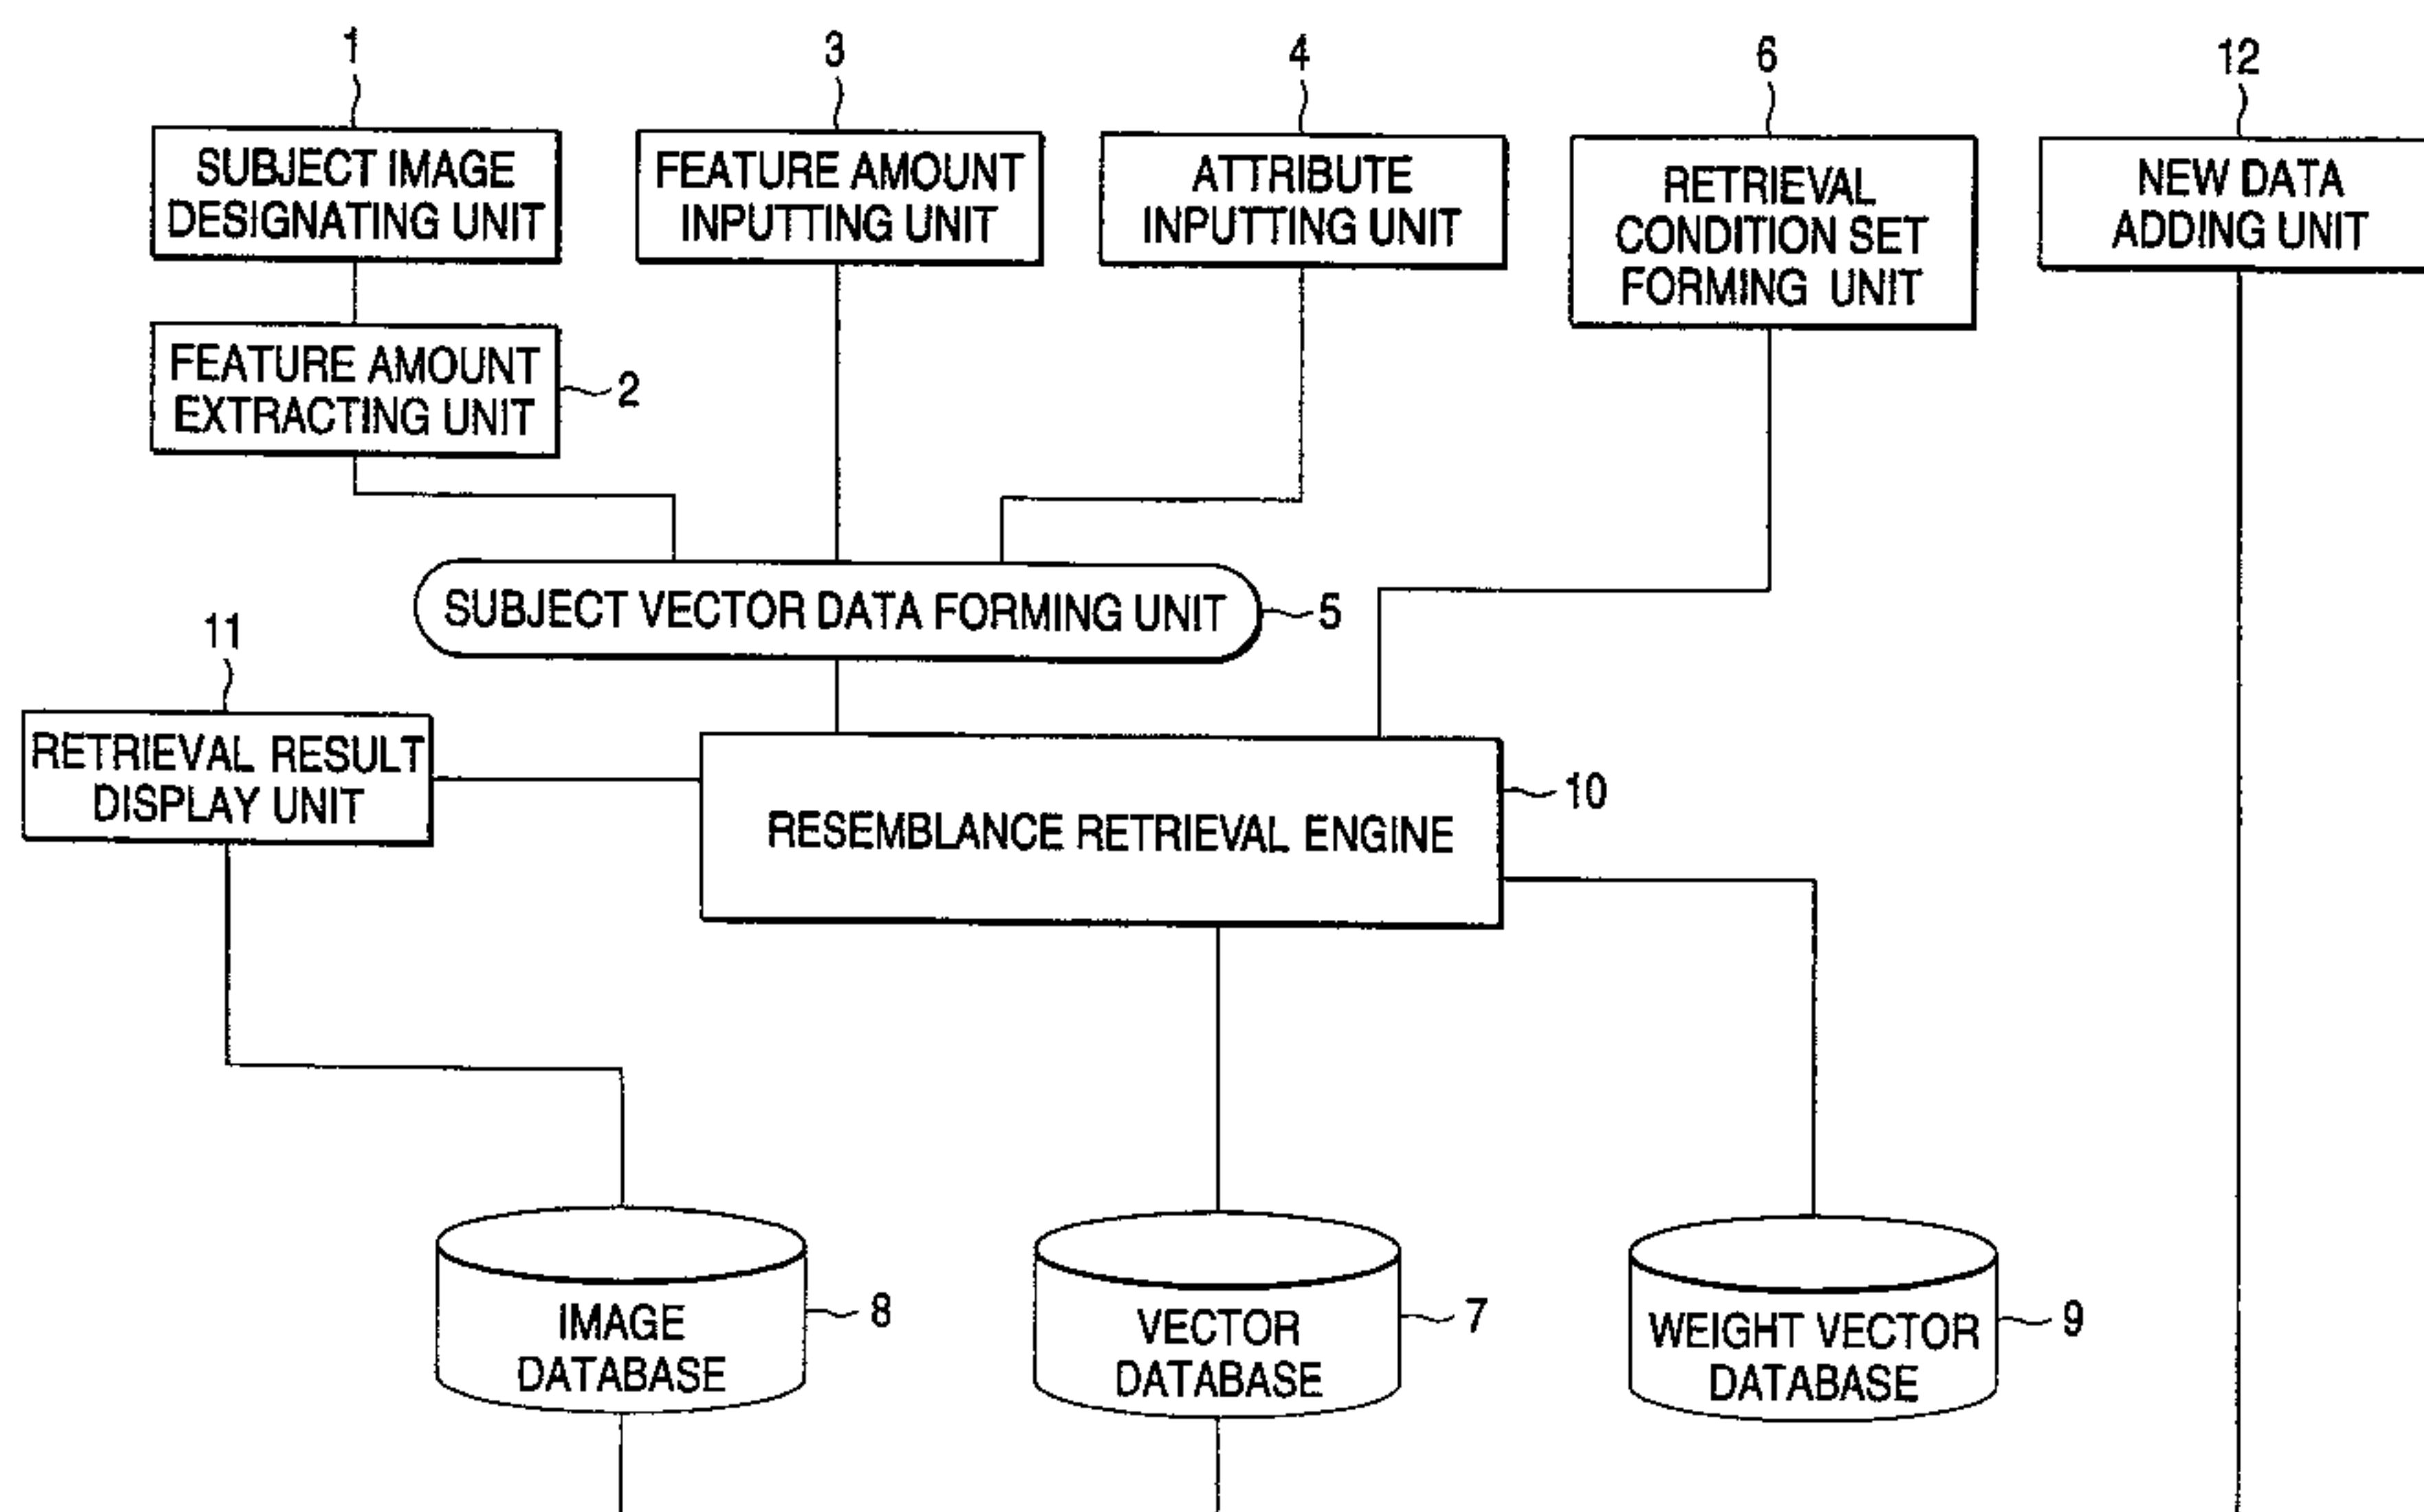 1
3
4
6
12
SUBJECT IMAGE
DESIGNATING UNIT
FEATURE AMOUNT
INPUTTING UNIT
ATTRIBUTE
INPUTTING UNIT
RETRIEVAL
CONDITION SET
FORMING UNIT
NEW DATA
ADDING UNIT
FEATURE AMOUNT
EXTRACTING UNIT
2
SUBJECT VECTOR DATA FORMING UNIT
5
11
RETRIEVAL RESULT
DISPLAY UNIT
RESEMBLANCE RETRIEVAL ENGINE
10
IMAGE
DATABASE
8
VECTOR
DATABASE
7
WEIGHT VECTOR
DATABASE
9